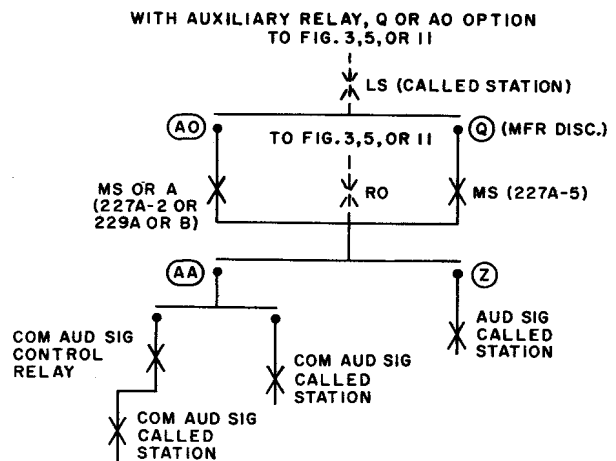 WITH AUXILIARY RELAY, Q OR AO OPTION
TO FIG. 3,5, OR 11
LS (CALLED STATION)
AO
TO FIG. 3,5, OR 11
Q (MFR DISC.)
MS OR A
(227A-2 OR
229A OR B)
RO
MS (227A-5)
AA
Z
COM AUD SIG
CONTROL
RELAY
COM AUD SIG
CALLED
STATION
AUD SIG
CALLED
STATION
COM AUD SIG
CALLED
STATION